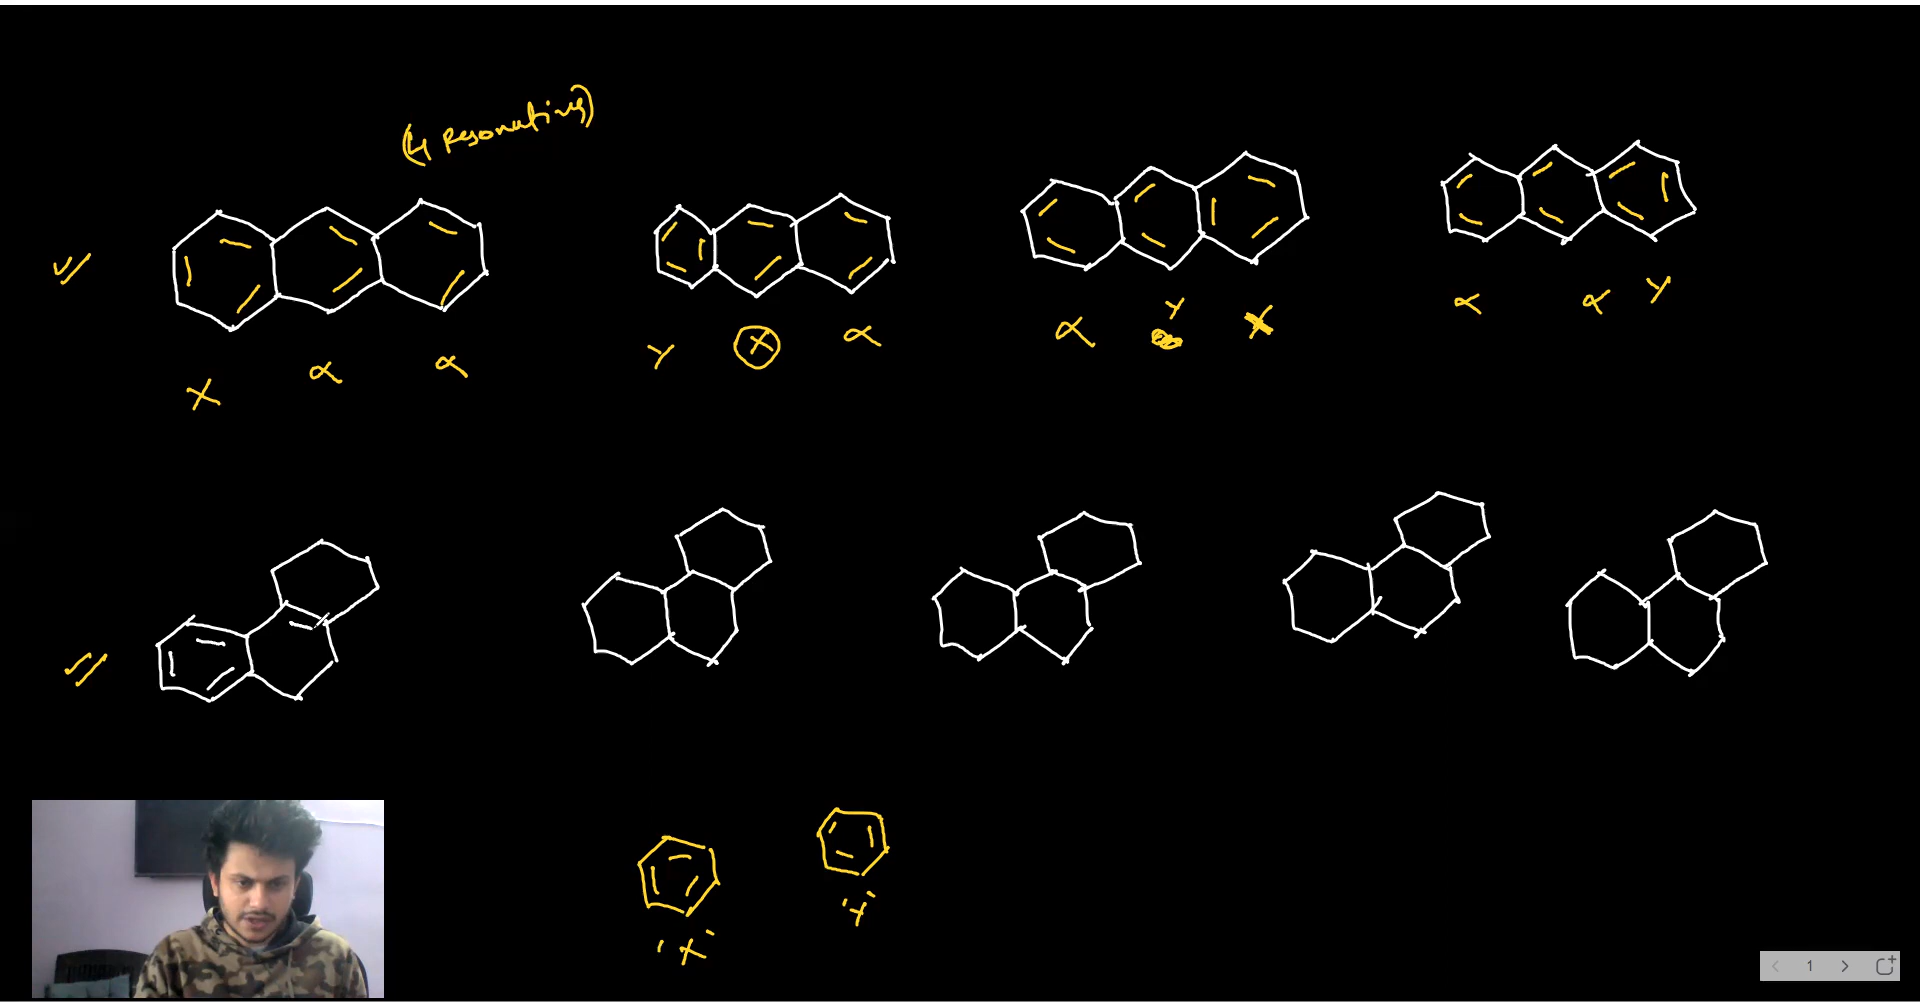 (4 Resonating)
X α α
Y X α
α Y X
α α Y
'X'
'Y'
1